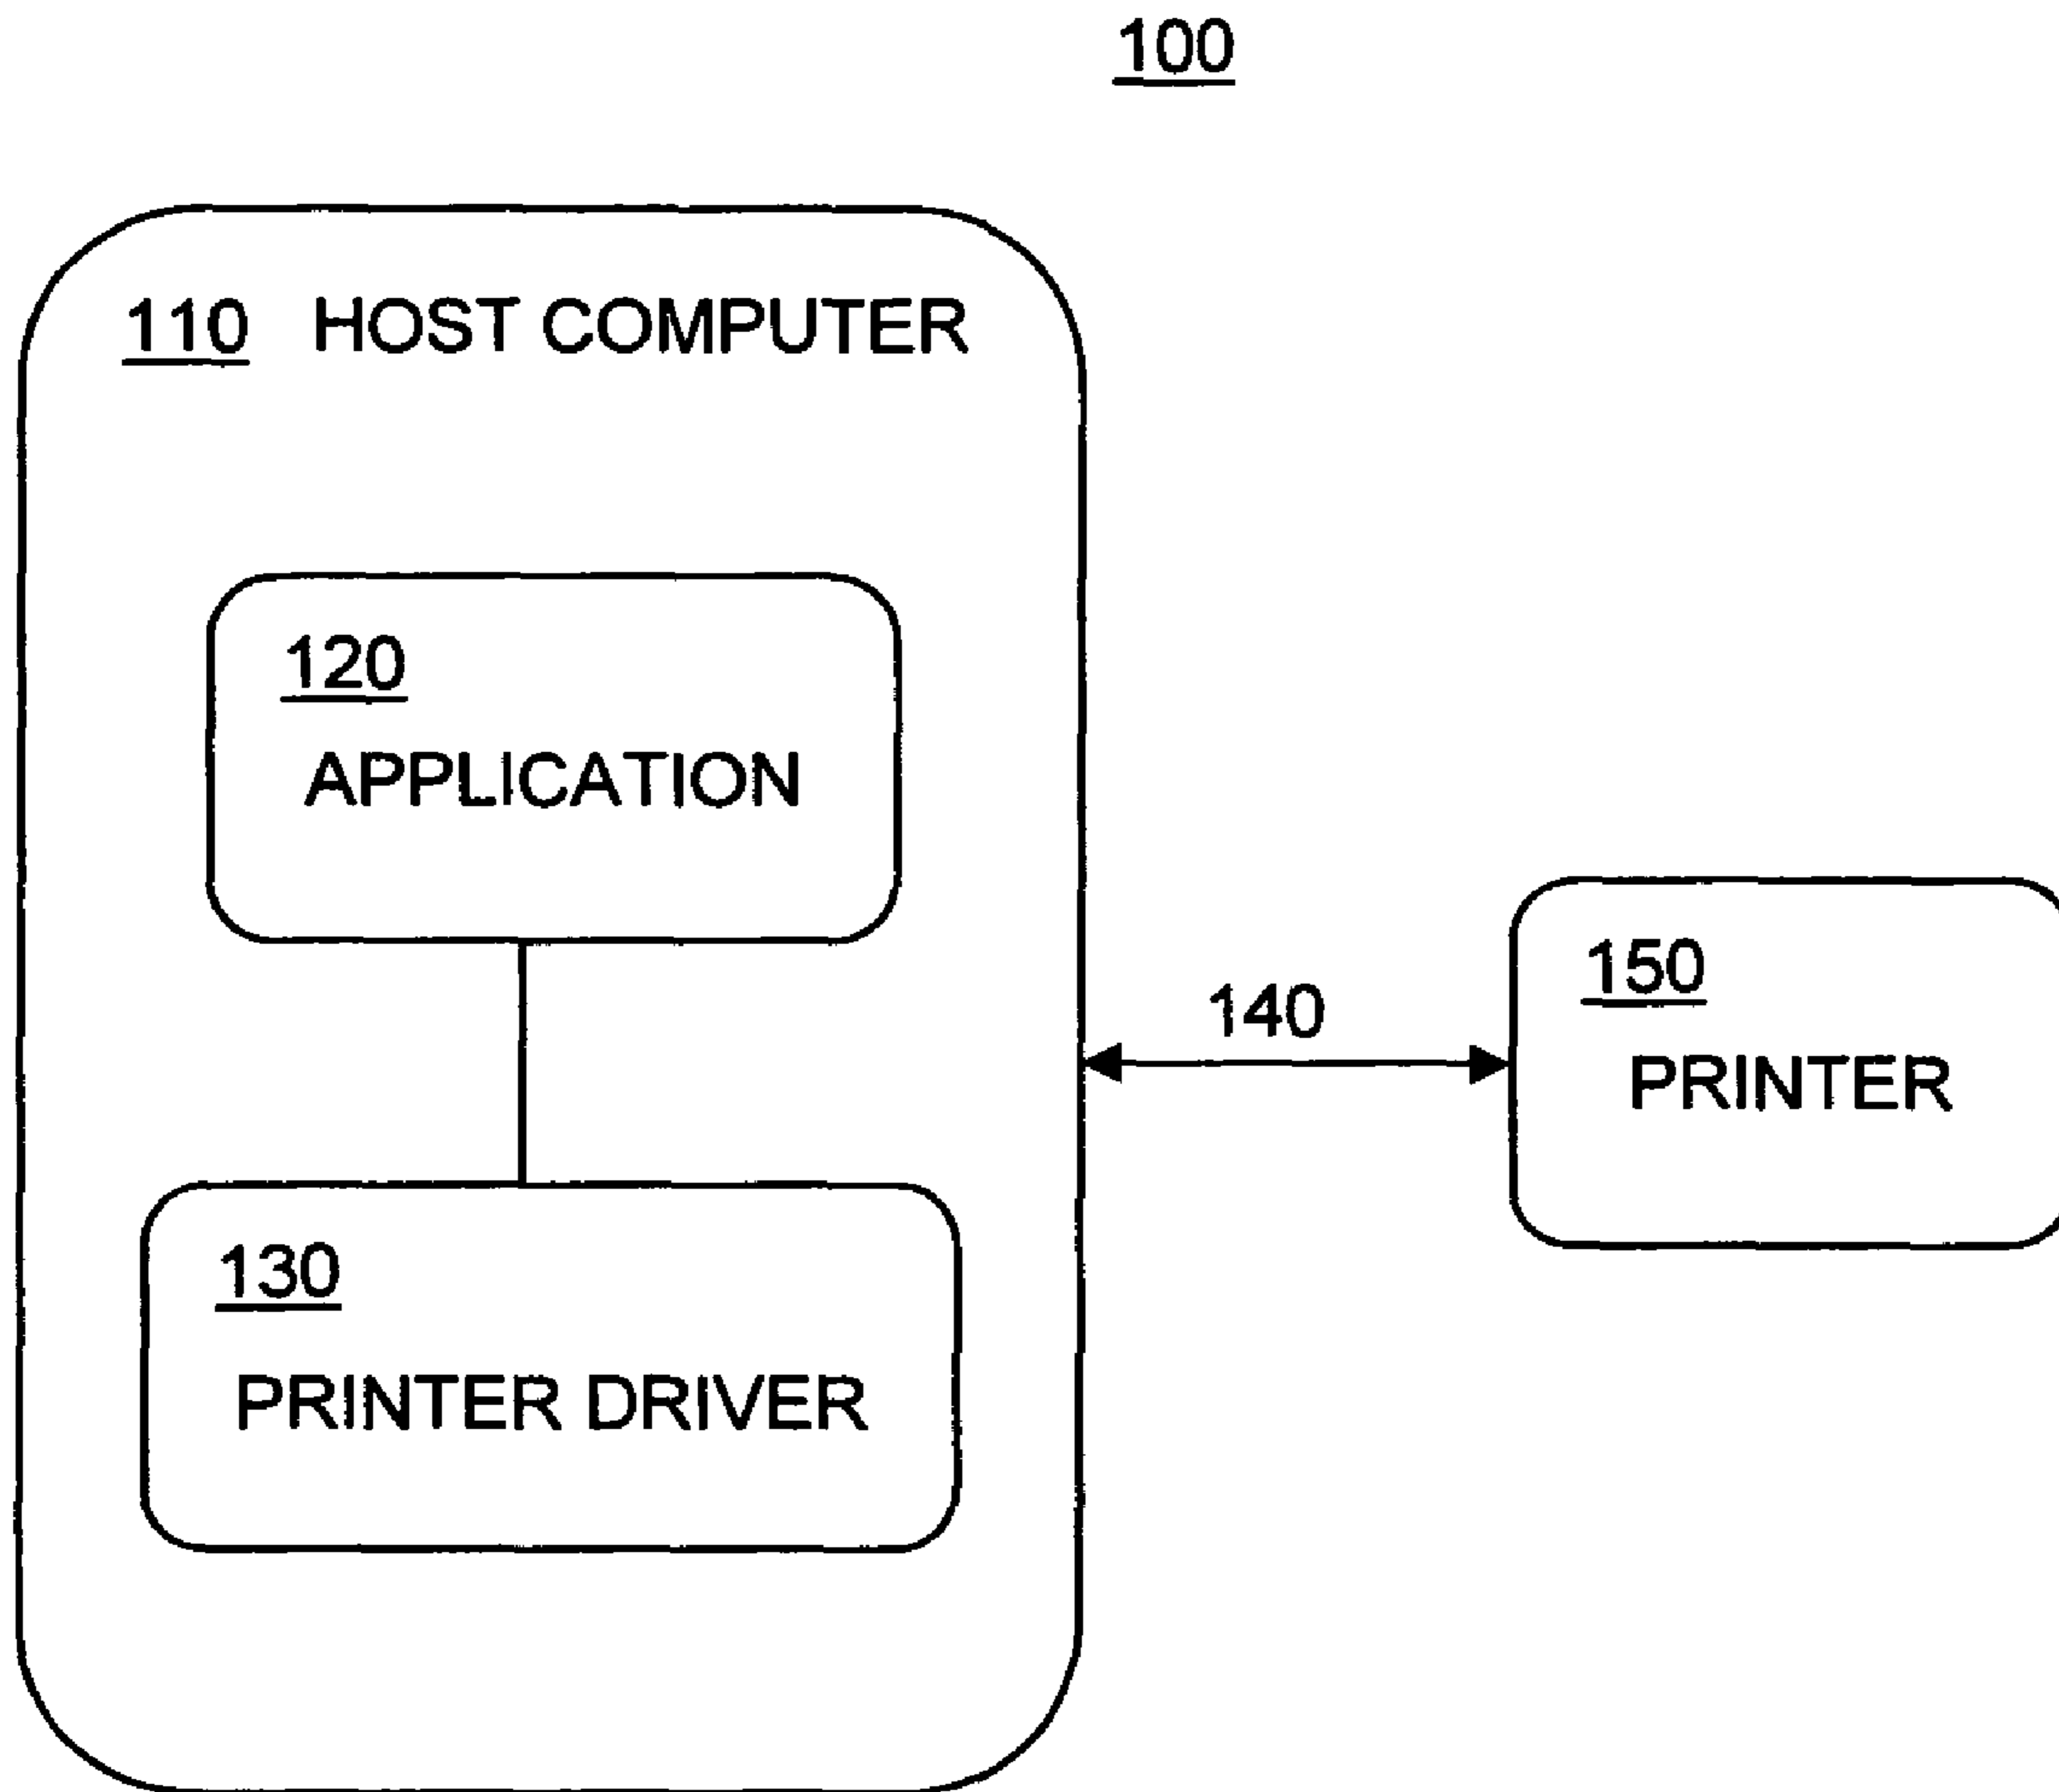 100
110 HOST COMPUTER
120
APPLICATION
140
150
PRINTER
130
PRINTER DRIVER